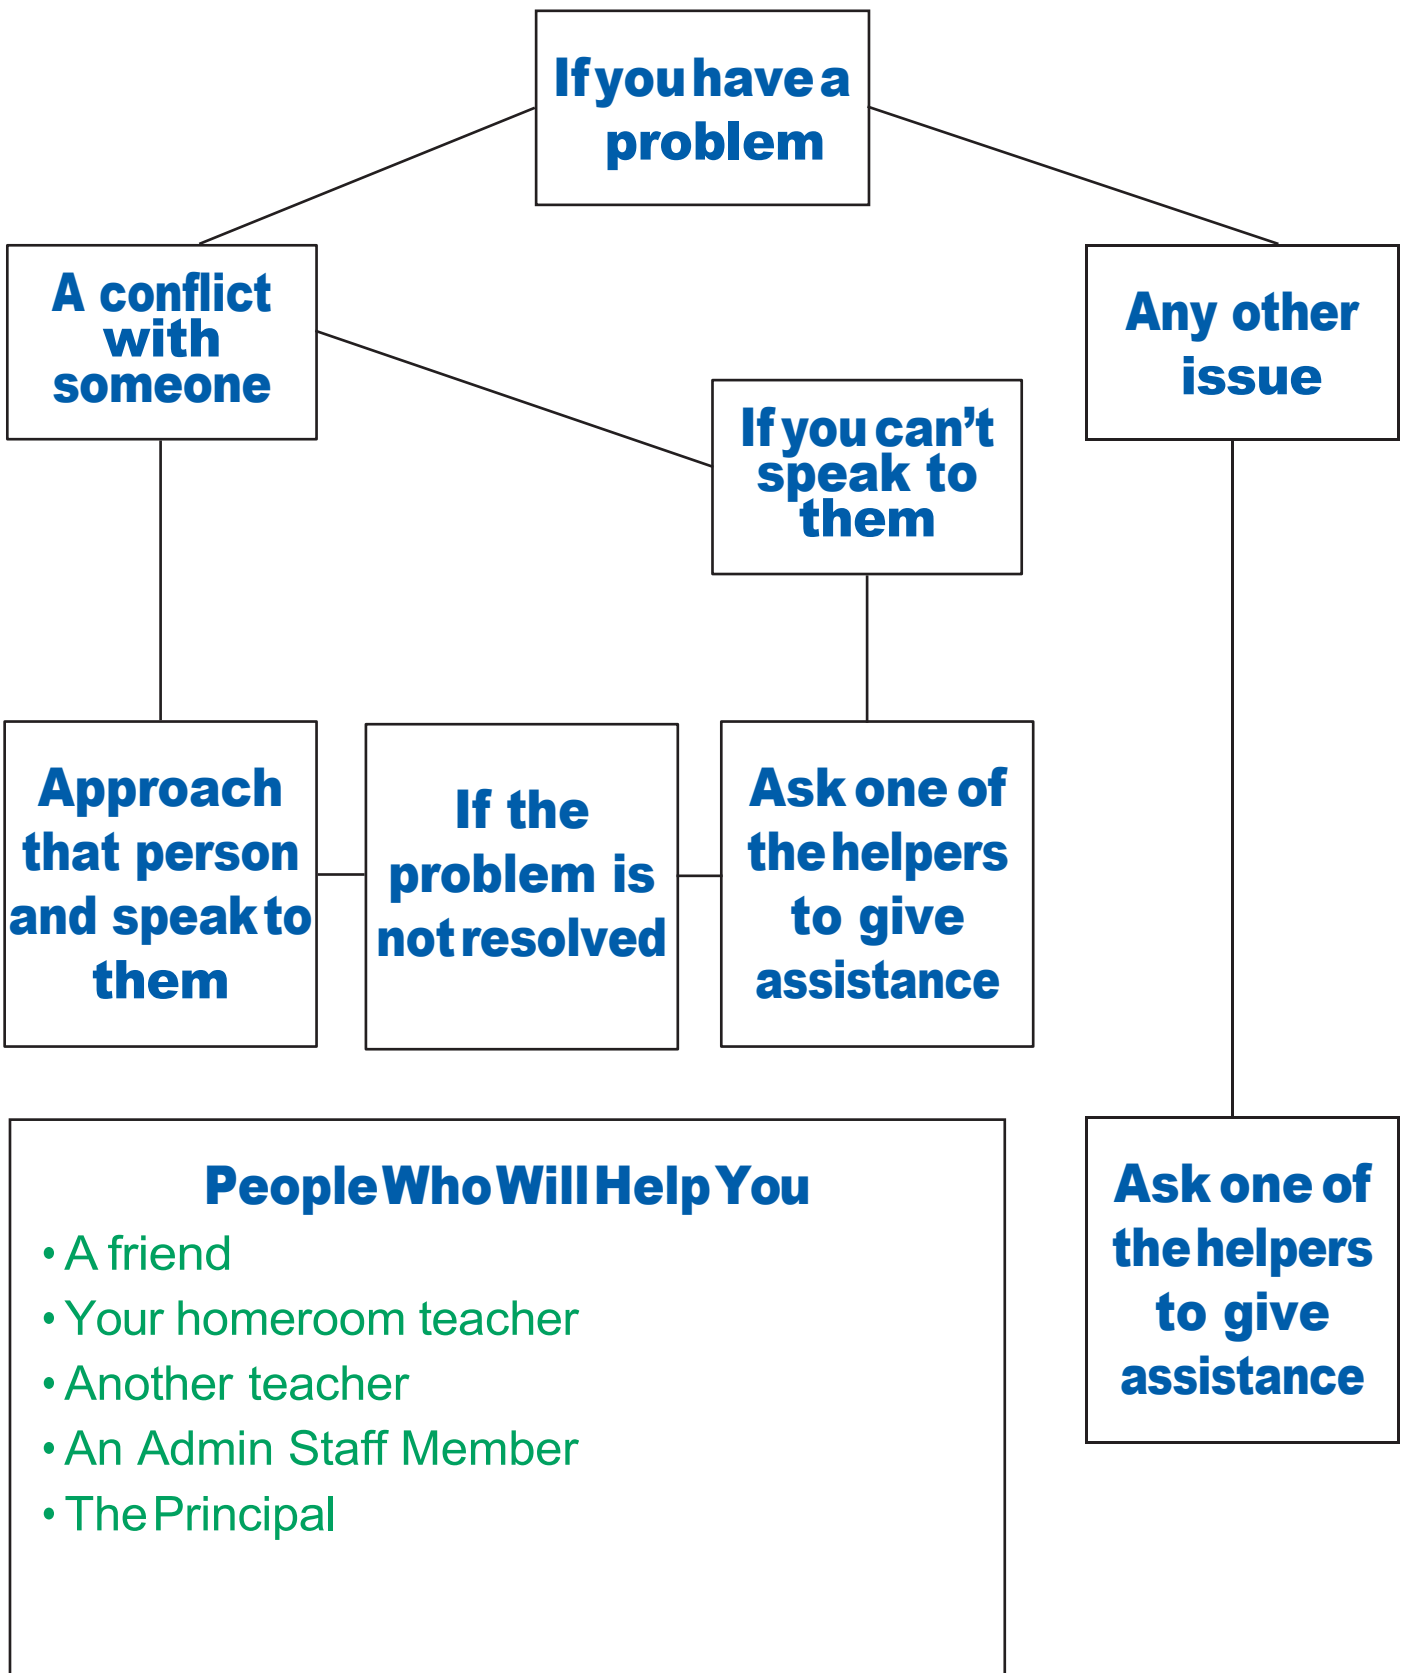 If you have a
problem
A conflict
with
someone
Any other
issue
If you can’t
speak to
them
Approach
that person
and speak to
them
If the
problem is
not resolved
Ask one of
the helpers
to give
assistance
People Who Will Help You
• A friend
• Your homeroom teacher
• Another teacher
• An Admin Staff Member
• The Principal
Ask one of
the helpers
to give
assistance